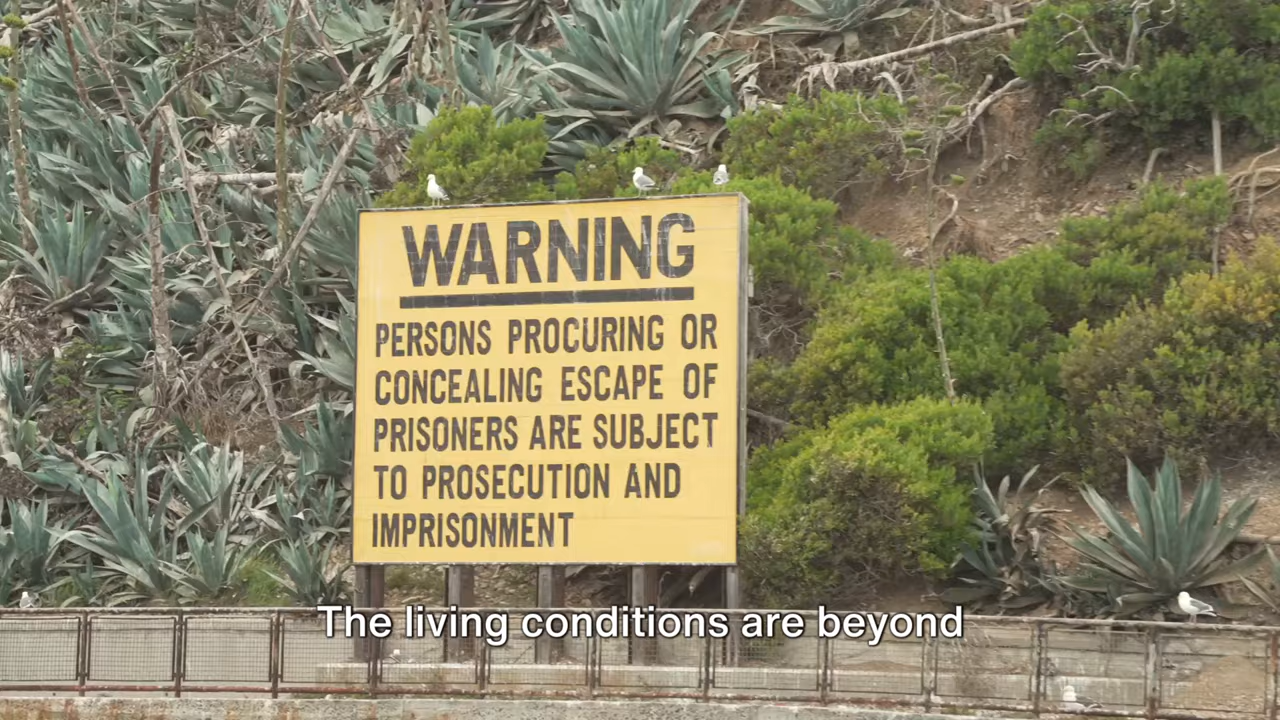 WARNING
PERSONS PROCURING OR
CONCEALING ESCAPE OF
PRISONERS ARE SUBJECT
TO PROSECUTION AND
IMPRISONMENT
The living conditions are beyond